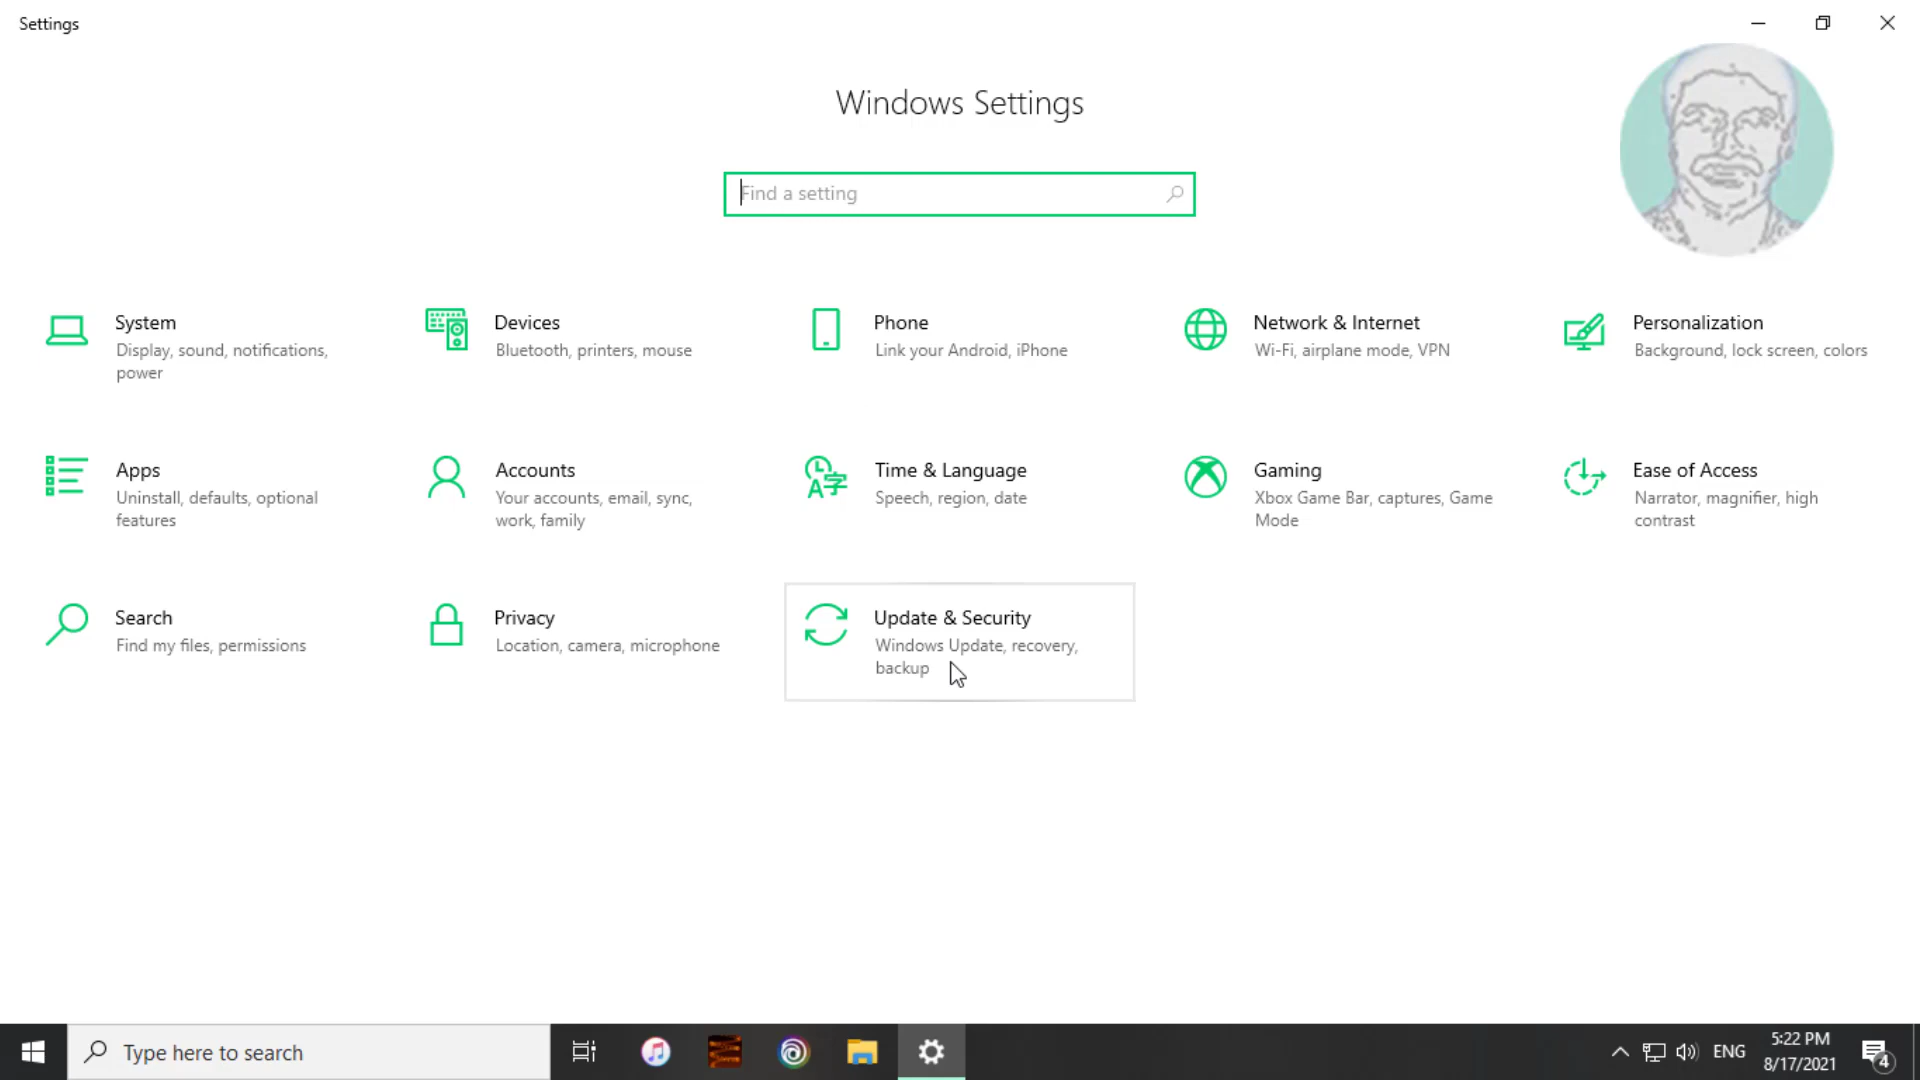 Settings
Windows Settings
Find a setting
System
Display, sound, notifications,
power
Devices
Bluetooth, printers, mouse
Phone
Link your Android, iPhone
Network & Internet
Wi-Fi, airplane mode, VPN
Personalization
Background, lock screen, colors
Apps
Uninstall, defaults, optional
features
Accounts
Your accounts, email, sync,
work, family
Time & Language
Speech, region, date
Gaming
Xbox Game Bar, captures, Game
Mode
Ease of Access
Narrator, magnifier, high
contrast
Search
Find my files, permissions
Privacy
Location, camera, microphone
Update & Security
Windows Update, recovery,
backup
Type here to search
ENG
5:22 PM
8/17/2021
4